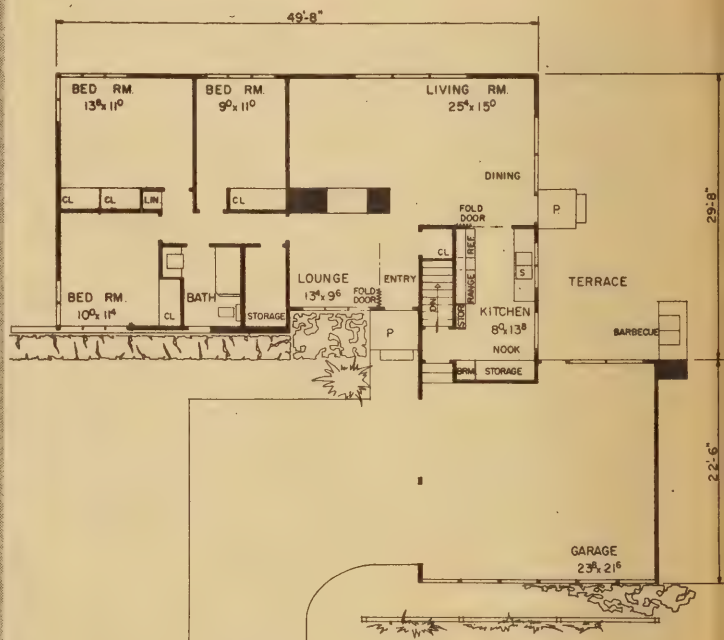 49'-8"
BED RM.
13⁸x 11⁰
BED RM.
9⁰x 11⁰
LIVING RM.
25⁴x 15⁰
DINING
CL
CL
LIN.
CL
FOLD
DOOR
P.
29'-8"
CL
REF.
S
RANGE
LOUNGE
13⁴x 9⁶
ENTRY
FOLD
DOOR
DN.
TERRACE
BED RM.
10⁰x 11⁴
CL
BATH
STORAGE
STOR
KITCHEN
8⁰x 13⁸
NOOK
P
BARBECUE
BRM
STORAGE
22'-6"
GARAGE
23⁸x 21⁶